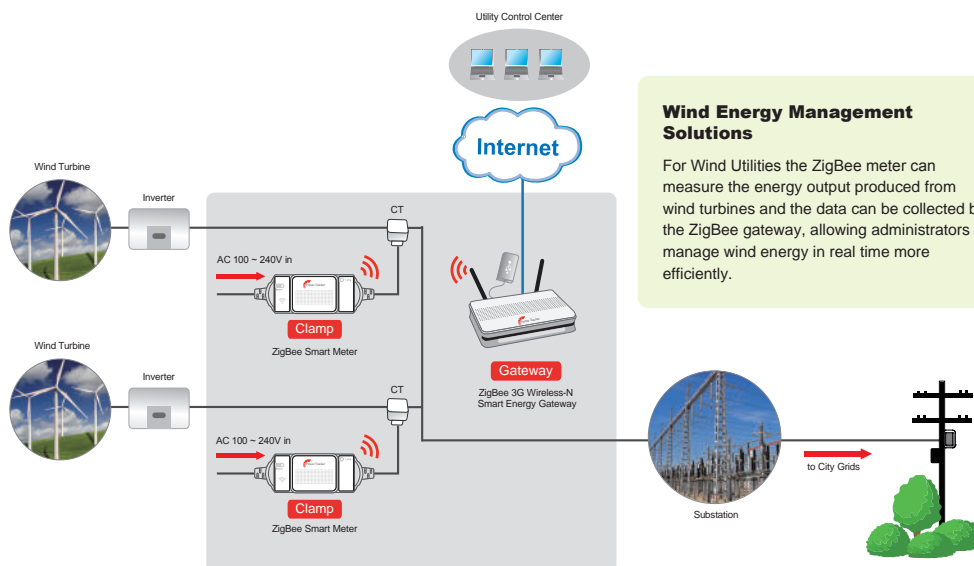 Utility Control Center
Internet
Wind Energy Management
Solutions
For Wind Utilities the ZigBee meter can
measure the energy output produced from
wind turbines and the data can be collected
the ZigBee gateway, allowing administrators
manage wind energy in real time more
efficiently.
Wind Turbine
Inverter
CT
AC 100 ~ 240V in
Clamp
ZigBee Smart Meter
Gateway
ZigBee 3G Wireless-N
Smart Energy Gateway
Wind Turbine
Inverter
CT
AC 100 ~ 240V in
Clamp
ZigBee Smart Meter
Substation
to City Grids